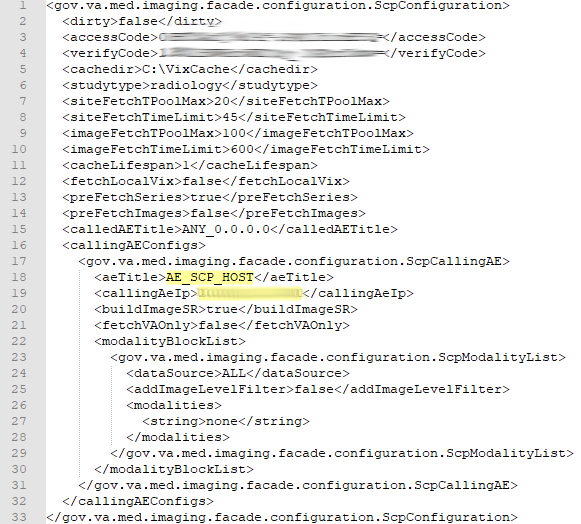 1 <gov.va.med.imaging.facade.configuration.ScpConfiguration>
2 <dirty>false</dirty>
3 <accessCode></accessCode>
4 <verifyCode></verifyCode>
5 <cachedir>C:\VixCache</cachedir>
6 <studytype>radiology</studytype>
7 <siteFetchTPoolMax>20</siteFetchTPoolMax>
8 <siteFetchTimeLimit>45</siteFetchTimeLimit>
9 <imageFetchTPoolMax>100</imageFetchTPoolMax>
10 <imageFetchTimeLimit>600</imageFetchTimeLimit>
11 <cacheLifespan>1</cacheLifespan>
12 <fetchLocalVix>false</fetchLocalVix>
13 <preFetchSeries>true</preFetchSeries>
14 <preFetchImages>false</preFetchImages>
15 <calledAETitle>ANY_0.0.0.0</calledAETitle>
16 <callingAEConfigs>
17 <gov.va.med.imaging.facade.configuration.ScpCallingAE>
18 <aeTitle>AE_SCP_HOST</aeTitle>
19 <callingAeIp></callingAeIp>
20 <buildImageSR>true</buildImageSR>
21 <fetchVAOnly>false</fetchVAOnly>
22 <modalityBlockList>
23 <gov.va.med.imaging.facade.configuration.ScpModalityList>
24 <dataSource>ALL</dataSource>
25 <addImageLevelFilter>false</addImageLevelFilter>
26 <modalities>
27 <string>none</string>
28 </modalities>
29 </gov.va.med.imaging.facade.configuration.ScpModalityList>
30 </modalityBlockList>
31 </gov.va.med.imaging.facade.configuration.ScpCallingAE>
32 </callingAEConfigs>
33 </gov.va.med.imaging.facade.configuration.ScpConfiguration>